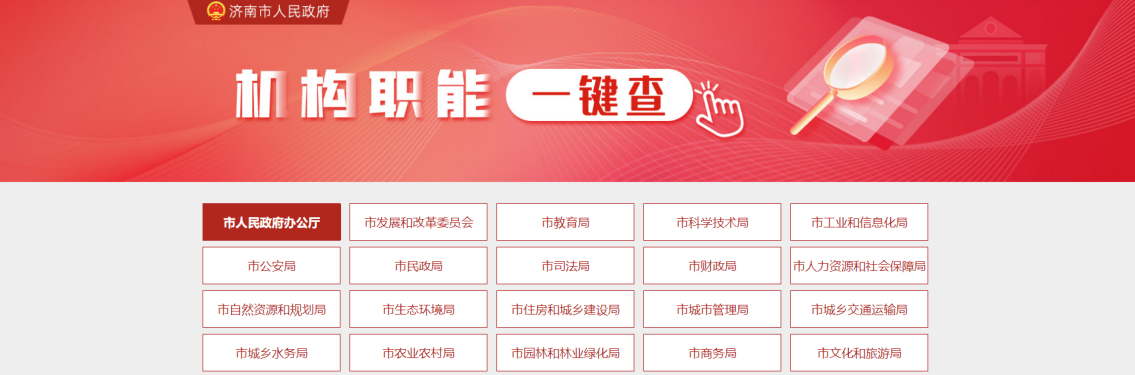 济南市人民政府
机构职能 一键查
市人民政府办公厅 市发展和改革委员会 市教育局 市科学技术局 市工业和信息化局
市公安局 市民政局 市司法局 市财政局 市人力资源和社会保障局
市自然资源和规划局 市生态环境局 市住房和城乡建设局 市城市管理局 市城乡交通运输局
市城乡水务局 市农业农村局 市园林和林业绿化局 市商务局 市文化和旅游局